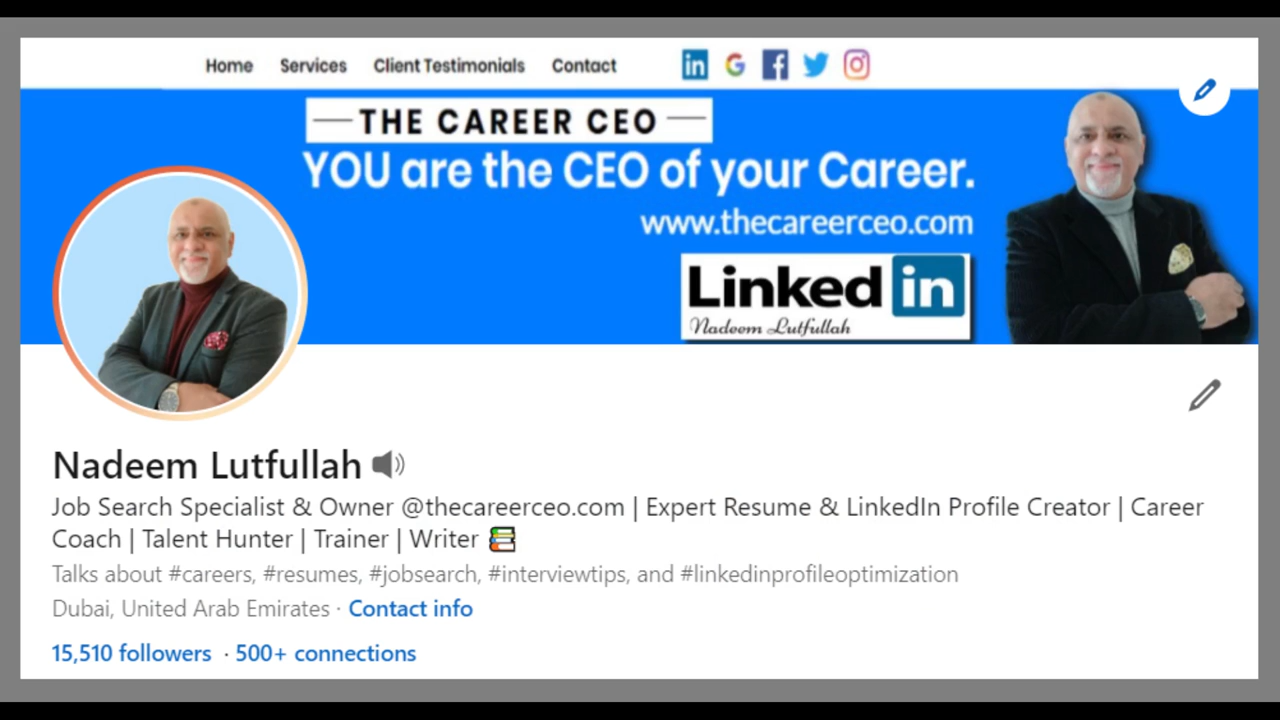 Home Services Client Testimonials Contact
THE CAREER CEO
YOU are the CEO of your Career.
www.thecareerceo.com
Linked in
Nadeem Lutfullah
Nadeem Lutfullah
Job Search Specialist & Owner @thecareerceo.com | Expert Resume & LinkedIn Profile Creator | Career
Coach | Talent Hunter | Trainer | Writer 📚
Talks about #careers, #resumes, #jobsearch, #interviewtips, and #linkedinprofileoptimization
Dubai, United Arab Emirates · Contact info
15,510 followers · 500+ connections